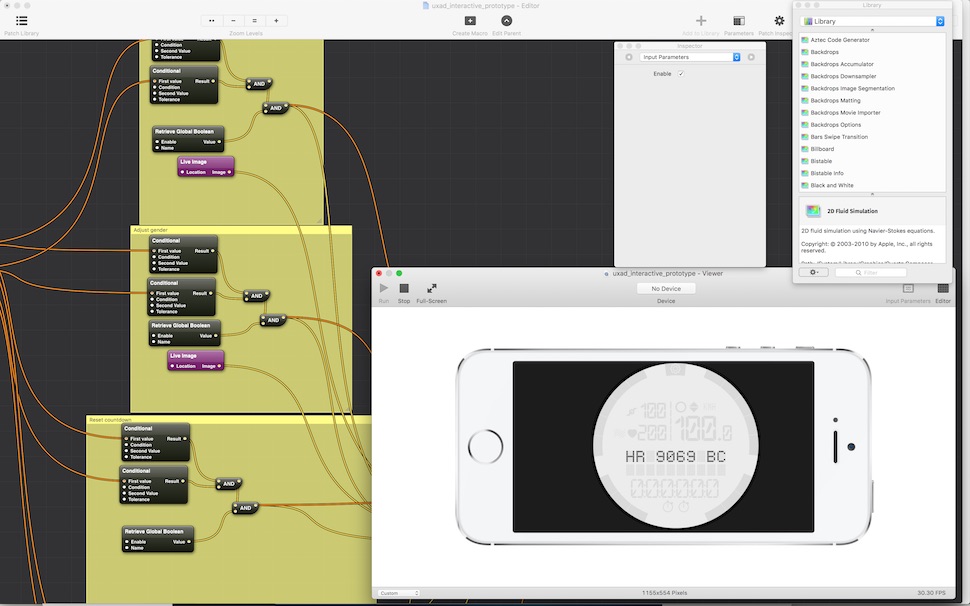 uxad_interactive_prototype - Editor
Patch Library
Zoom Levels
Create Macro
Edit Parent
Add to Library
Parameters
Patch Inspec
Condition
Second Value
Tolerance
Conditional
First value Result
Condition
Second Value
Tolerance
AND
AND
Retrieve Global Boolean
Enable Value
Name
Live Image
Location Image
Adjust gender
Conditional
First value Result
Condition
Second Value
Tolerance
Conditional
First value Result
Condition
Second Value
Tolerance
AND
AND
Retrieve Global Boolean
Enable Value
Name
Live Image
Location Image
Reset countdown
Conditional
First value Result
Condition
Second Value
Tolerance
Conditional
First value Result
Condition
Second Value
Tolerance
AND
AND
Retrieve Global Boolean
Enable Value
Name
Inspector
Input Parameters
Enable
Library
Library
Aztec Code Generator
Backdrops
Backdrops Accumulator
Backdrops Downsampler
Backdrops Image Segmentation
Backdrops Matting
Backdrops Movie Importer
Backdrops Options
Bars Swipe Transition
Billboard
Bistable
Bistable info
Black and White
2D Fluid Simulation
2D fluid simulation using Navier-Stokes equations.
Copyright: © 2003-2010 by Apple, Inc., all rights
reserved.
Filter
uxad_interactive_prototype - Viewer
Run
Stop
Full-Screen
No Device
Device
Input Parameters
Editor
100
200
100.0
HR 9069 BC
Custom
1155x554 Pixels
30.30 FPS